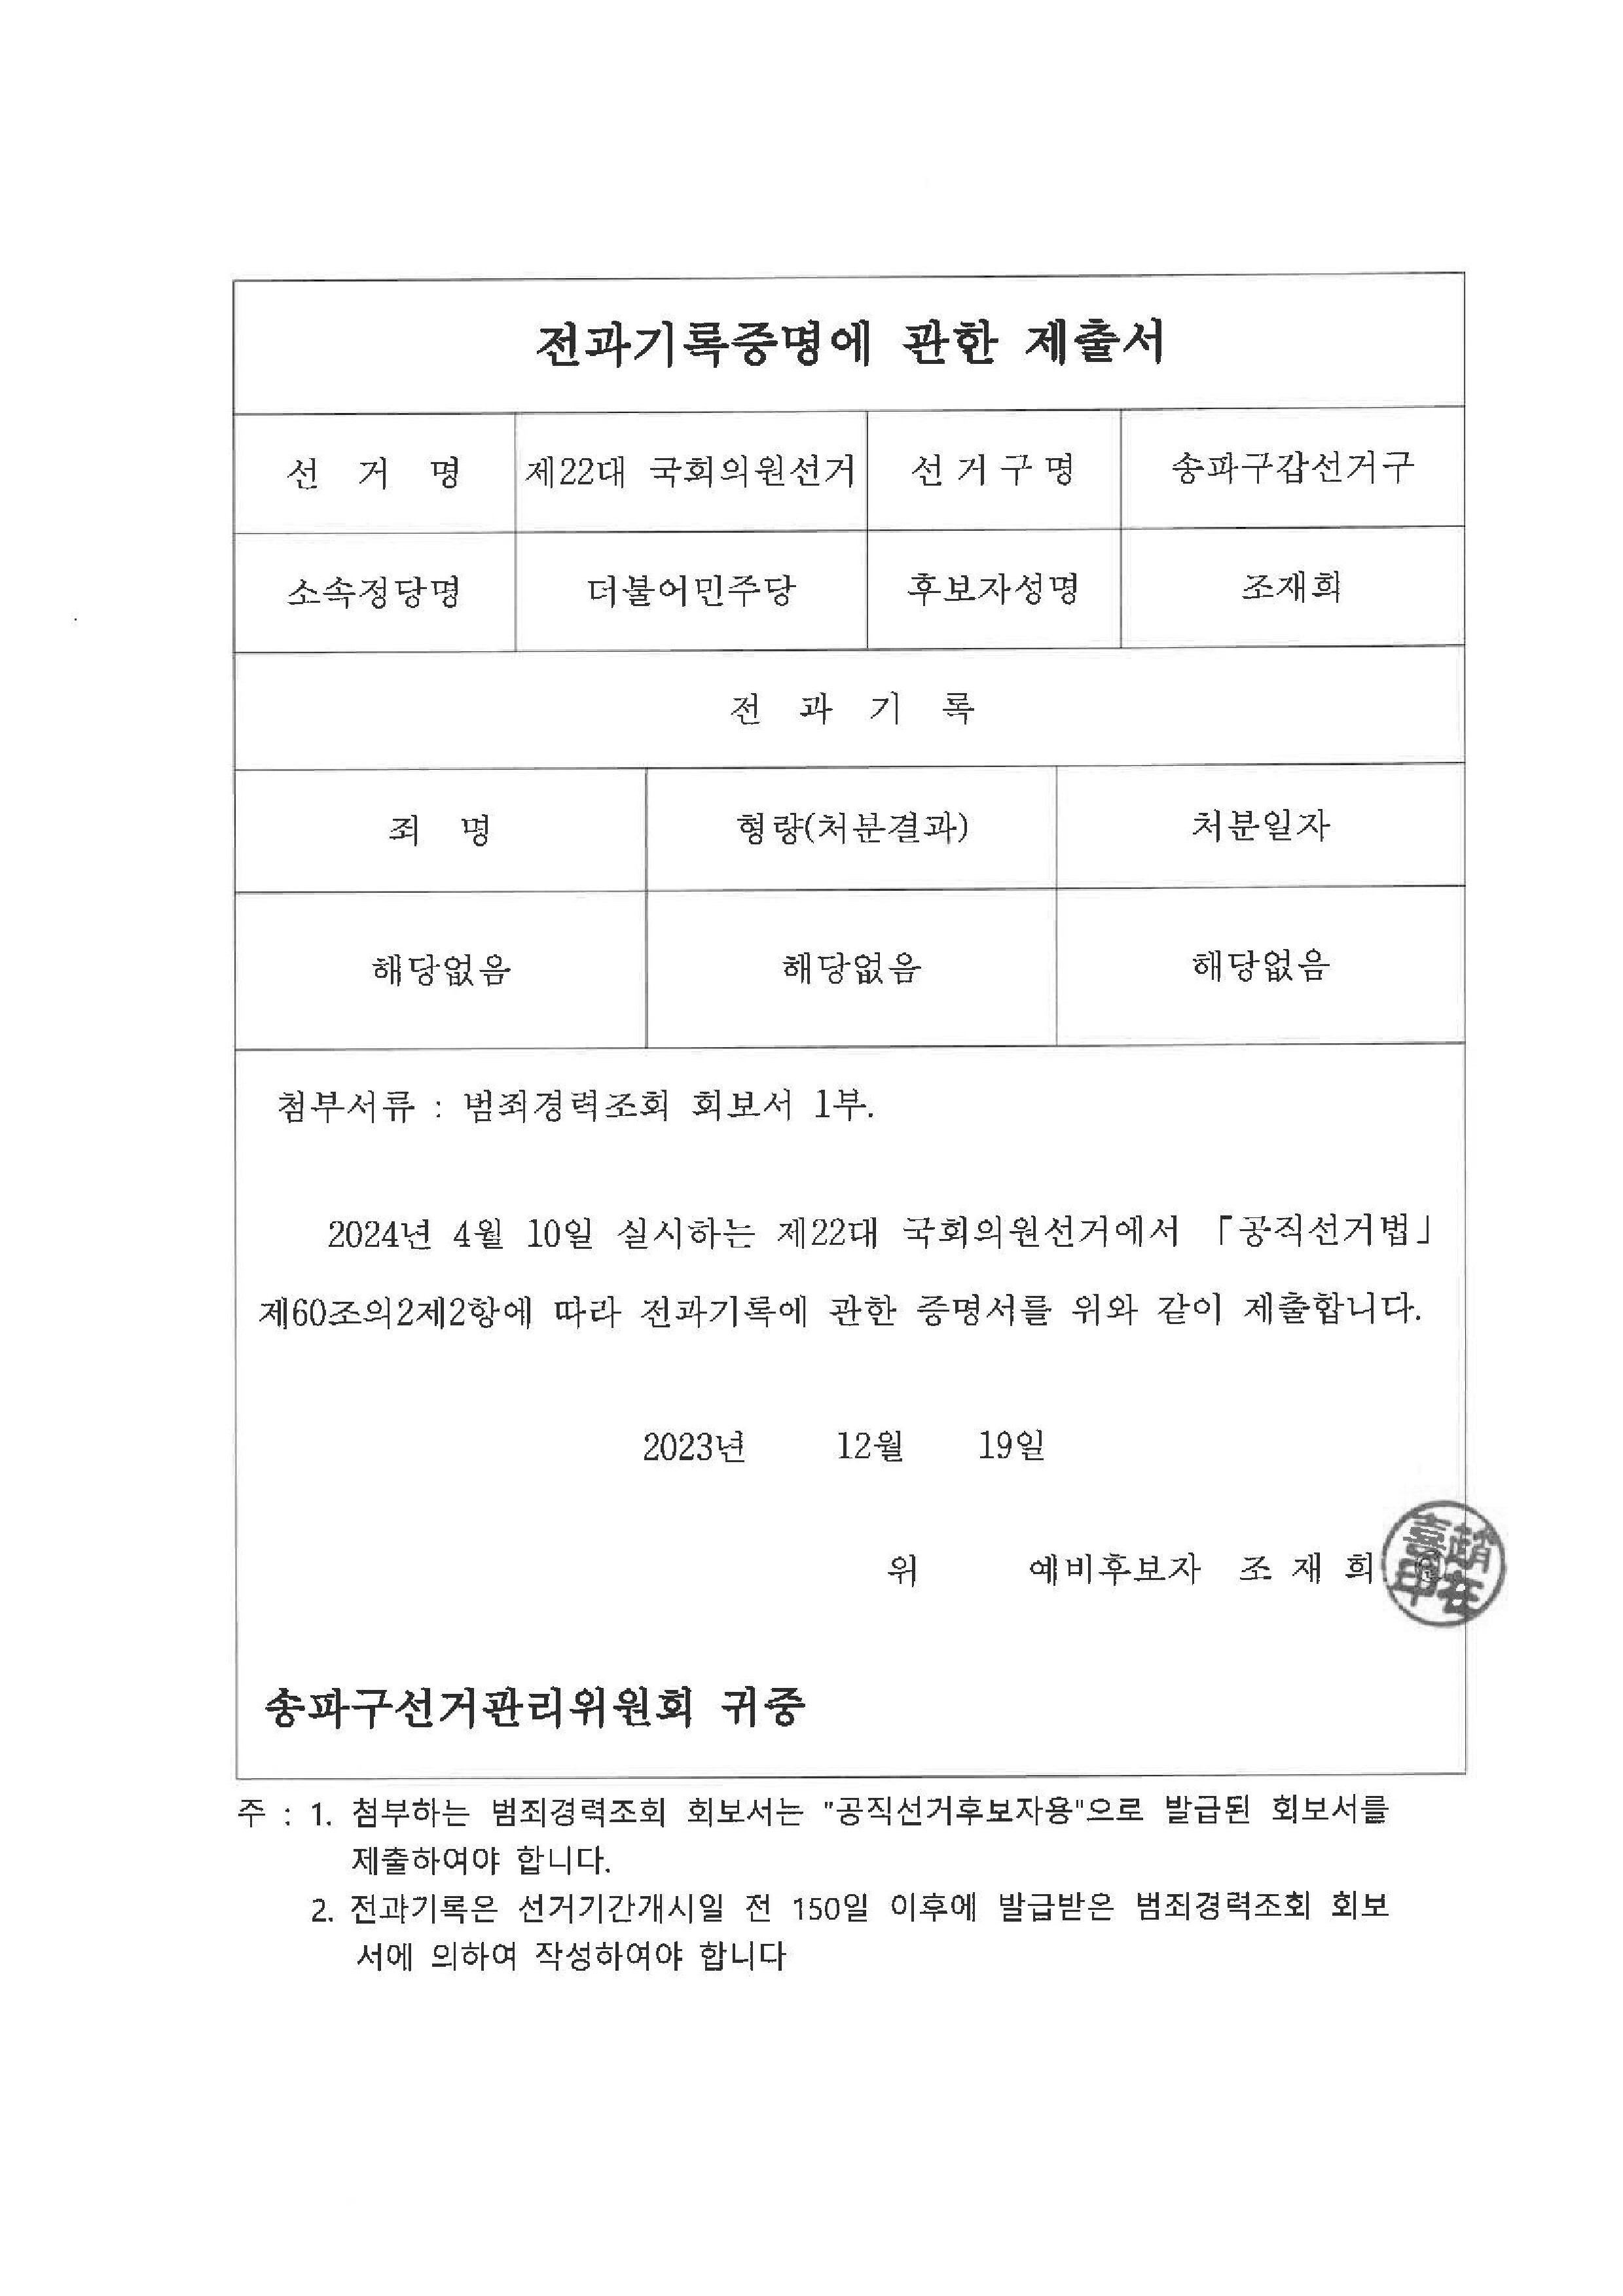 전과기록증명에 관한 제출서
선 거 명 제22대 국회의원선거 선 거 구 명 송파구갑선거구
소속정당명 더불어민주당 후보자성명 조재희
전 과 기 록
죄 명 형량(처분결과) 처분일자
해당없음 해당없음 해당없음
첨부서류 : 범죄경력조회 회보서 1부.
2024년 4월 10일 실시하는 제22대 국회의원선거에서 「공직선거법」
제60조의2제2항에 따라 전과기록에 관한 증명서를 위와 같이 제출합니다.
2023년 12월 19일
위 예비후보자 조 재 희
송파구선거관리위원회 귀중
주 : 1. 첨부하는 범죄경력조회 회보서는 "공직선거후보자용"으로 발급된 회보서를
제출하여야 합니다.
2. 전과기록은 선거기간개시일 전 150일 이후에 발급받은 범죄경력조회 회보
서에 의하여 작성하여야 합니다